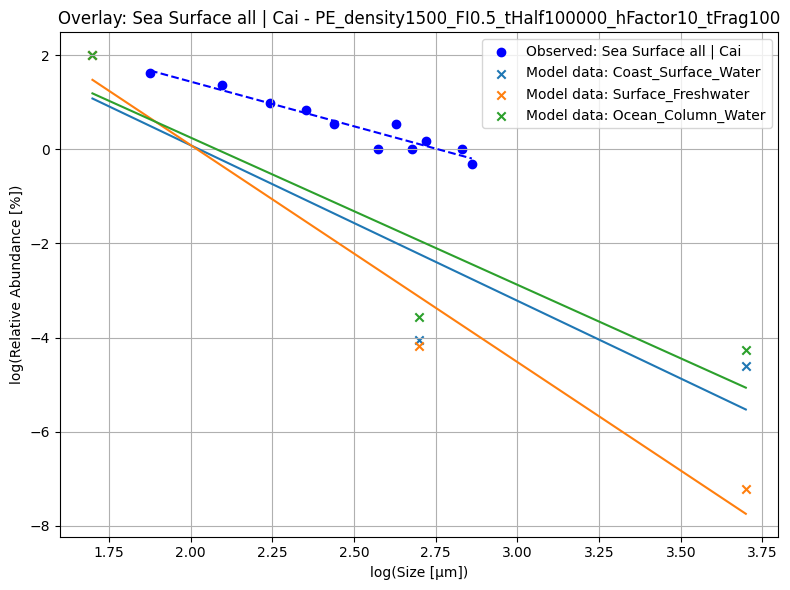 Overlay: Sea Surface all | Cai - PE_density1500_FI0.5_tHalf100000_hFactor10_tFrag100
Observed: Sea Surface all | Cai
Model data: Coast_Surface_Water
Model data: Surface_Freshwater
Model data: Ocean_Column_Water
log(Relative Abundance [%])
2
0
−2
−4
−6
−8
1.75
2.00
2.25
2.50
2.75
3.00
3.25
3.50
3.75
log(Size [µm])